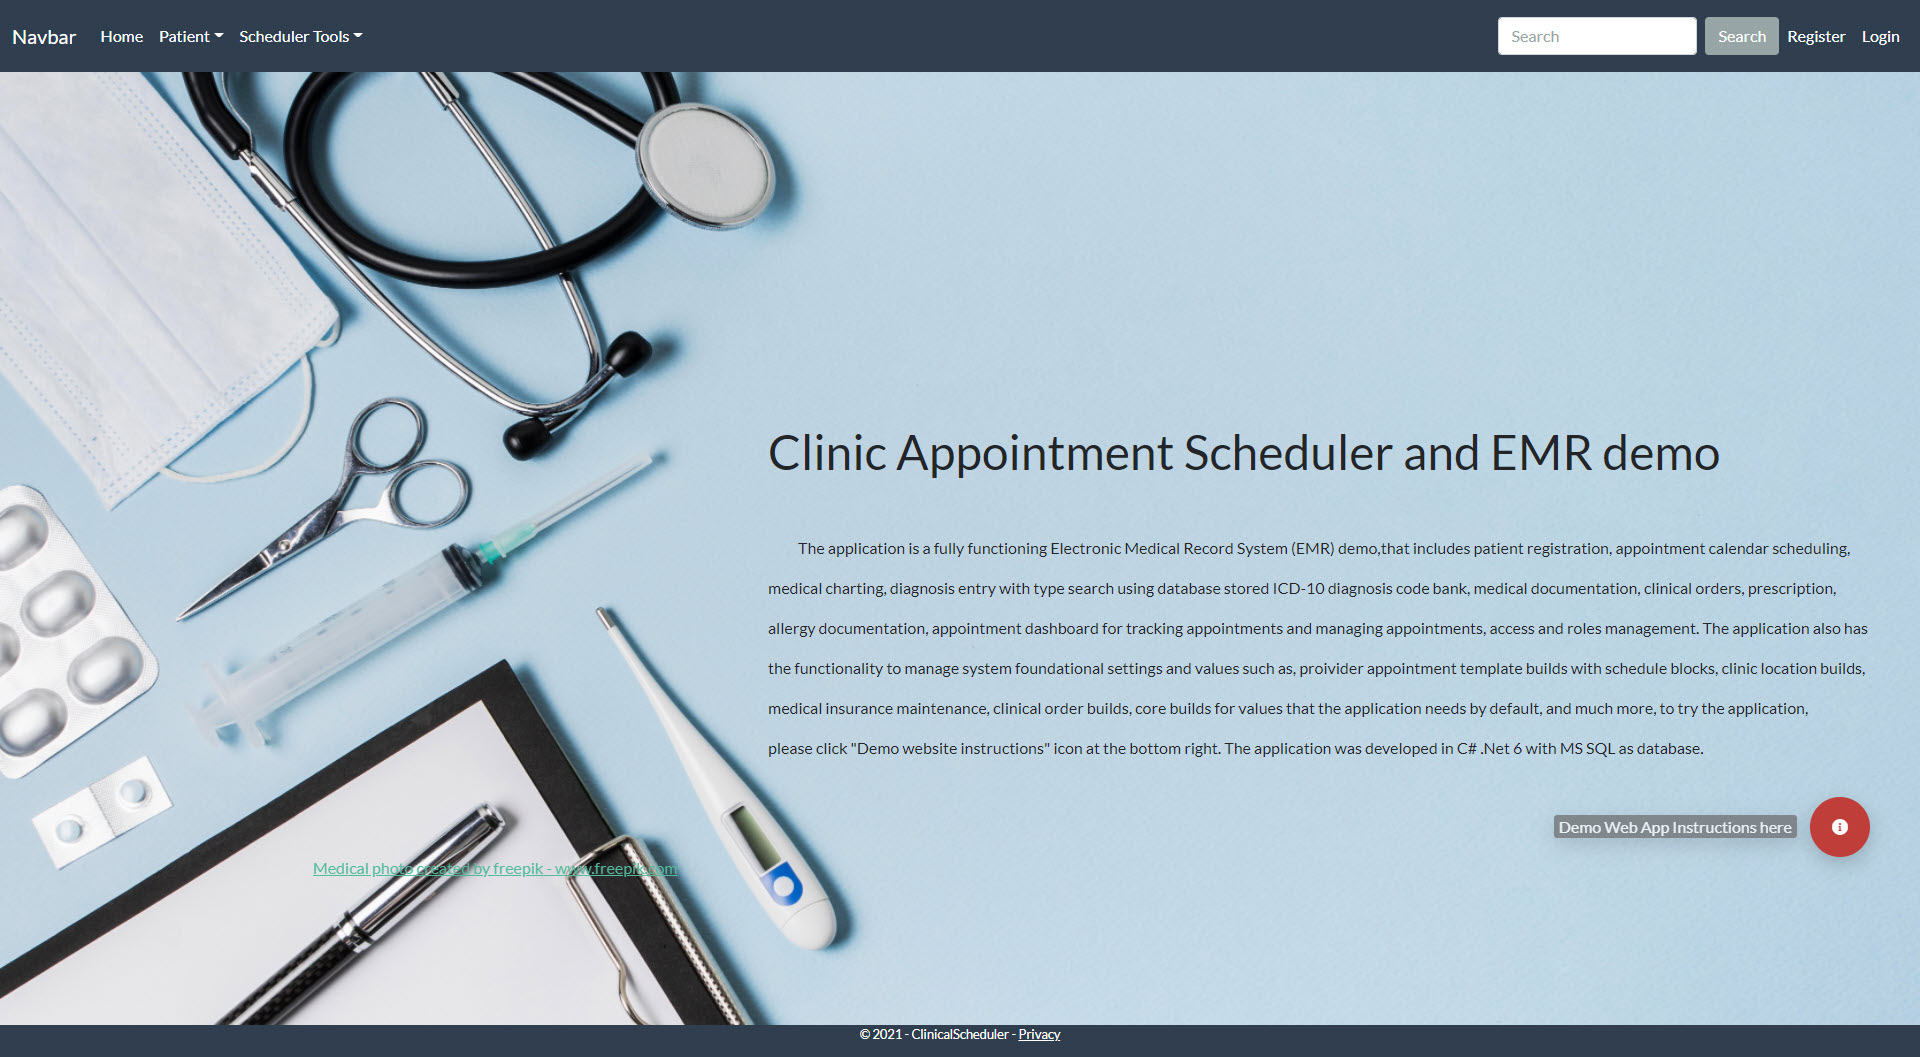 Navbar Home Patient Scheduler Tools Search Search Register Login
Clinic Appointment Scheduler and EMR demo
The application is a fully functioning Electronic Medical Record System (EMR) demo,that includes patient registration, appointment calendar scheduling,
medical charting, diagnosis entry with type search using database stored ICD-10 diagnosis code bank, medical documentation, clinical orders, prescription,
allergy documentation, appointment dashboard for tracking appointments and managing appointments, access and roles management. The application also has
the functionality to manage system foundational settings and values such as, proivider appointment template builds with schedule blocks, clinic location builds,
medical insurance maintenance, clinical order builds, core builds for values that the application needs by default, and much more, to try the application,
please click "Demo website instructions" icon at the bottom right. The application was developed in C# .Net 6 with MS SQL as database.
Demo Web App Instructions here
Medical photo created by freepik - www.freepik.com
© 2021 - ClinicalScheduler - Privacy